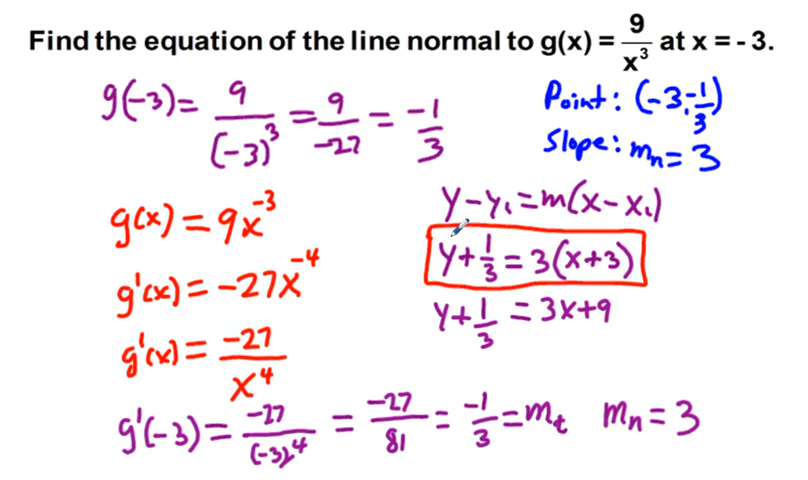 Find the equation of the line normal to g(x) = 9/x³ at x = - 3.
g(-3) = 9/(-3)³ = 9/-27 = -1/3
Point: (-3, -1/3)
Slope: mₙ = 3
g(x) = 9x⁻³
g'(x) = -27x⁻⁴
g'(x) = -27/x⁴
y - y₁ = m(x - x₁)
y + 1/3 = 3(x+3)
y + 1/3 = 3x+9
g'(-3) = -27/(-3)⁴ = -27/81 = -1/3 = mₜ mₙ = 3